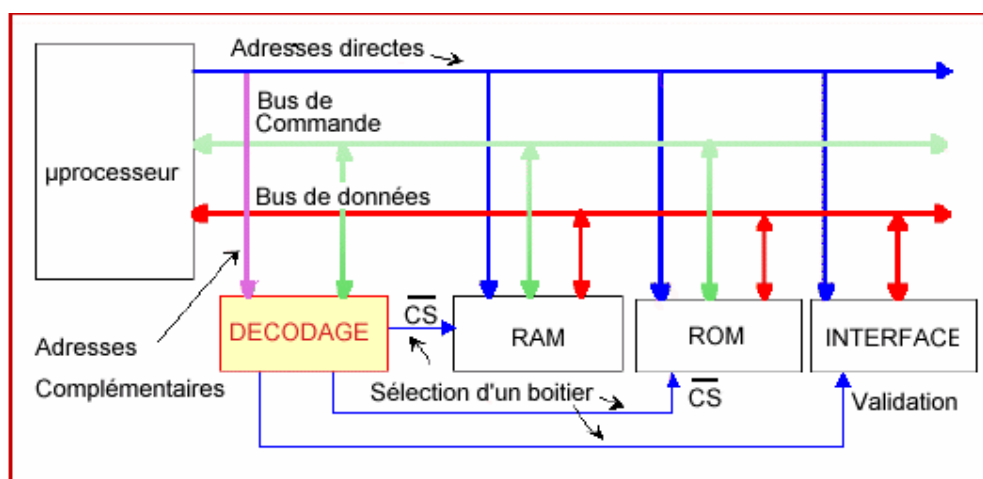 Adresses directes
Bus de
Commande
µprocesseur
Bus de données
Adresses
Complémentaires
DECODAGE
CS
RAM
ROM
INTERFACE
Sélection d'un boitier
CS
Validation